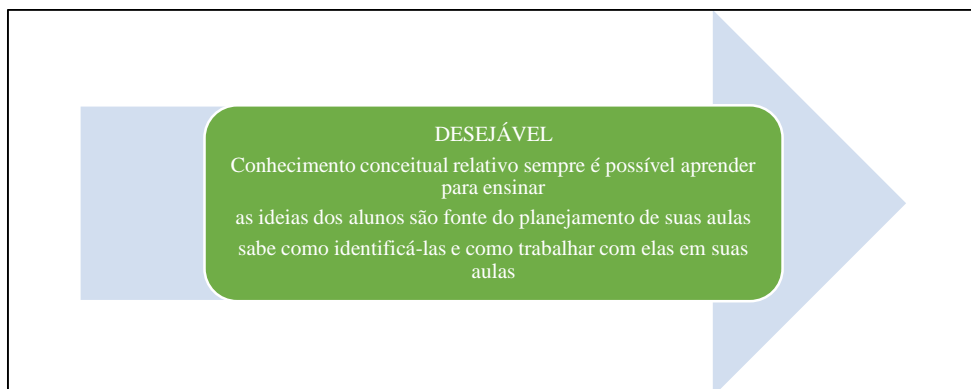 DESEJÁVEL
Conhecimento conceitual relativo sempre é possível aprender
para ensinar
as ideias dos alunos são fonte do planejamento de suas aulas
sabe como identificá-las e como trabalhar com elas em suas
aulas